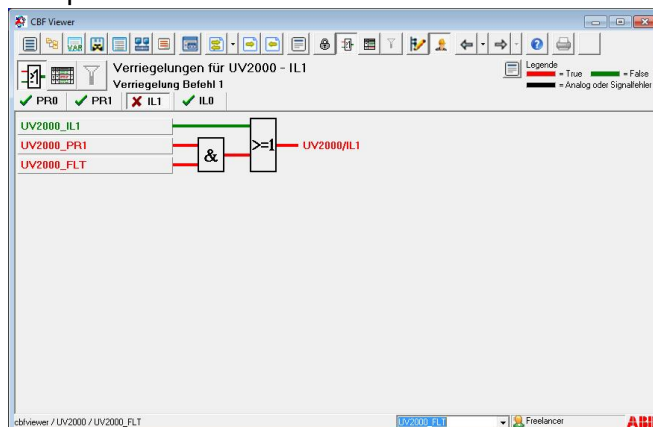 CBF Viewer
VAR
Verriegelungen für UV2000 - IL1
Verriegelung Befehl 1
Legende
= True
= False
= Analog oder Signalfehler
PR0
PR1
IL1
IL0
UV2000_IL1
UV2000_PR1
UV2000_FLT
&
>=1
UV2000/IL1
cbfviewer / UV2000 / UV2000_FLT
UV2000_FLT
Freelancer
ABB